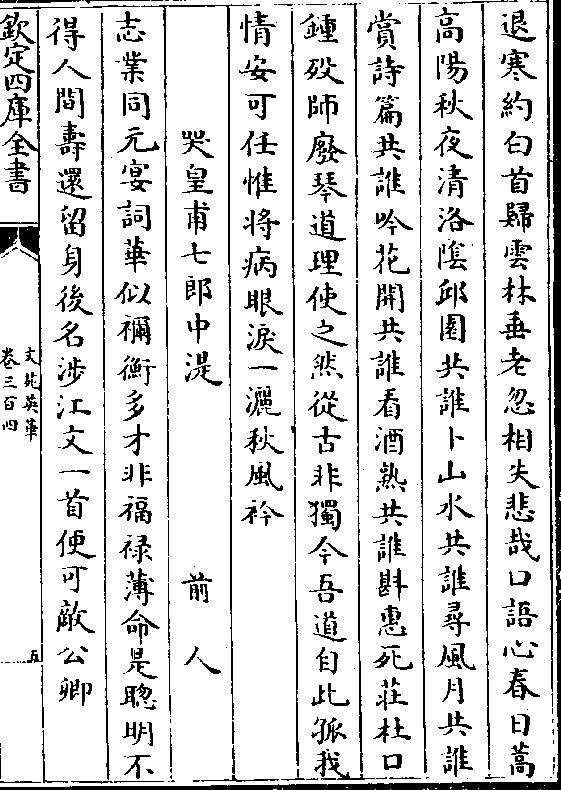 退寒約白首歸雲林垂老忽相失悲哉口語心春日嵩
高陽秋夜清洛隂邱園共誰卜山水共誰尋風月共誰
賞詩篇共誰吟花開共誰看酒熟共誰斟惠死莊杜口
鍾歿師廢琴道理使之然從古非獨今吾道自此孤我
情安可任惟將病眼淚一灑秋風衿
哭皇甫七郎中湜 前人
志業同元宴詞華似禰衡多才非福祿薄命是聰明不
得人間壽還留身後名涉江文一首便可敵公卿
欽定四庫全書
文苑英華
卷三百四
五